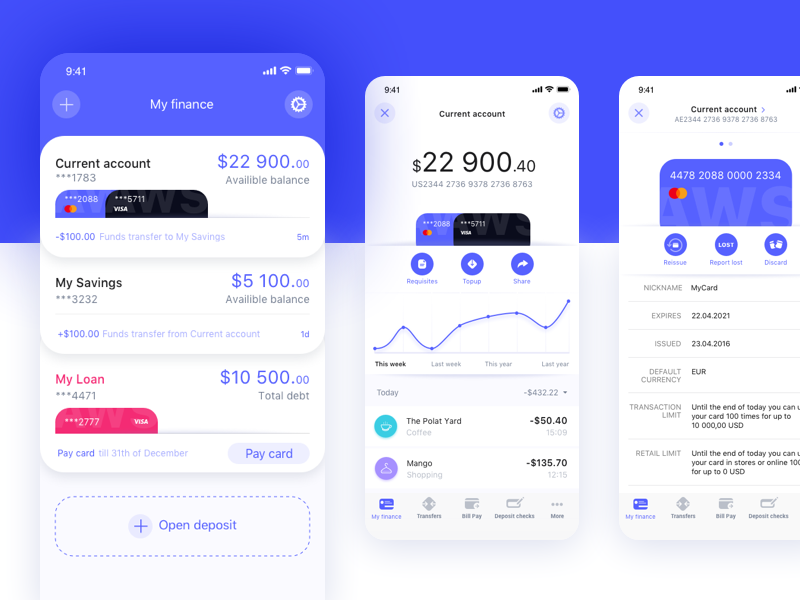 9:41
My finance
Current account
$22 900.00
***1783
Availible balance
***2088
***5711
VISA
-$100.00 Funds transfer to My Savings
5m
My Savings
$5 100.00
***3232
Availible balance
+$100.00 Funds transfer from Current account
1d
My Loan
$10 500.00
***4471
Total debt
***2777
VISA
Pay card till 31th of December
Pay card
Open deposit
9:41
Current account
$22 900.40
US2344 2736 9378 2736 8763
***2088
***5711
VISA
Requisites
Topup
Share
This week
Last week
This year
Last year
Today
-$432.22
The Polat Yard
-$50.40
Coffee
15:09
Mango
-$135.70
Shopping
12:15
My finance
Transfers
Bill Pay
Deposit checks
More
9:41
Current account
AE2344 2736 9378 2736 8763
4478 2088 0000 2334
AWS
LOST
Reissue
Report lost
Discard
NICKNAME
MyCard
EXPIRES
22.04.2021
ISSUED
23.04.2016
DEFAULT
CURRENCY
EUR
TRANSACTION
LIMIT
Until the end of today you can u
your card 100 times for up to
10 000,00 USD
RETAIL LIMIT
Until the end of today you can u
your card in stores or online 100
for up to 0 USD
My finance
Transfers
Bill Pay
Deposit checks